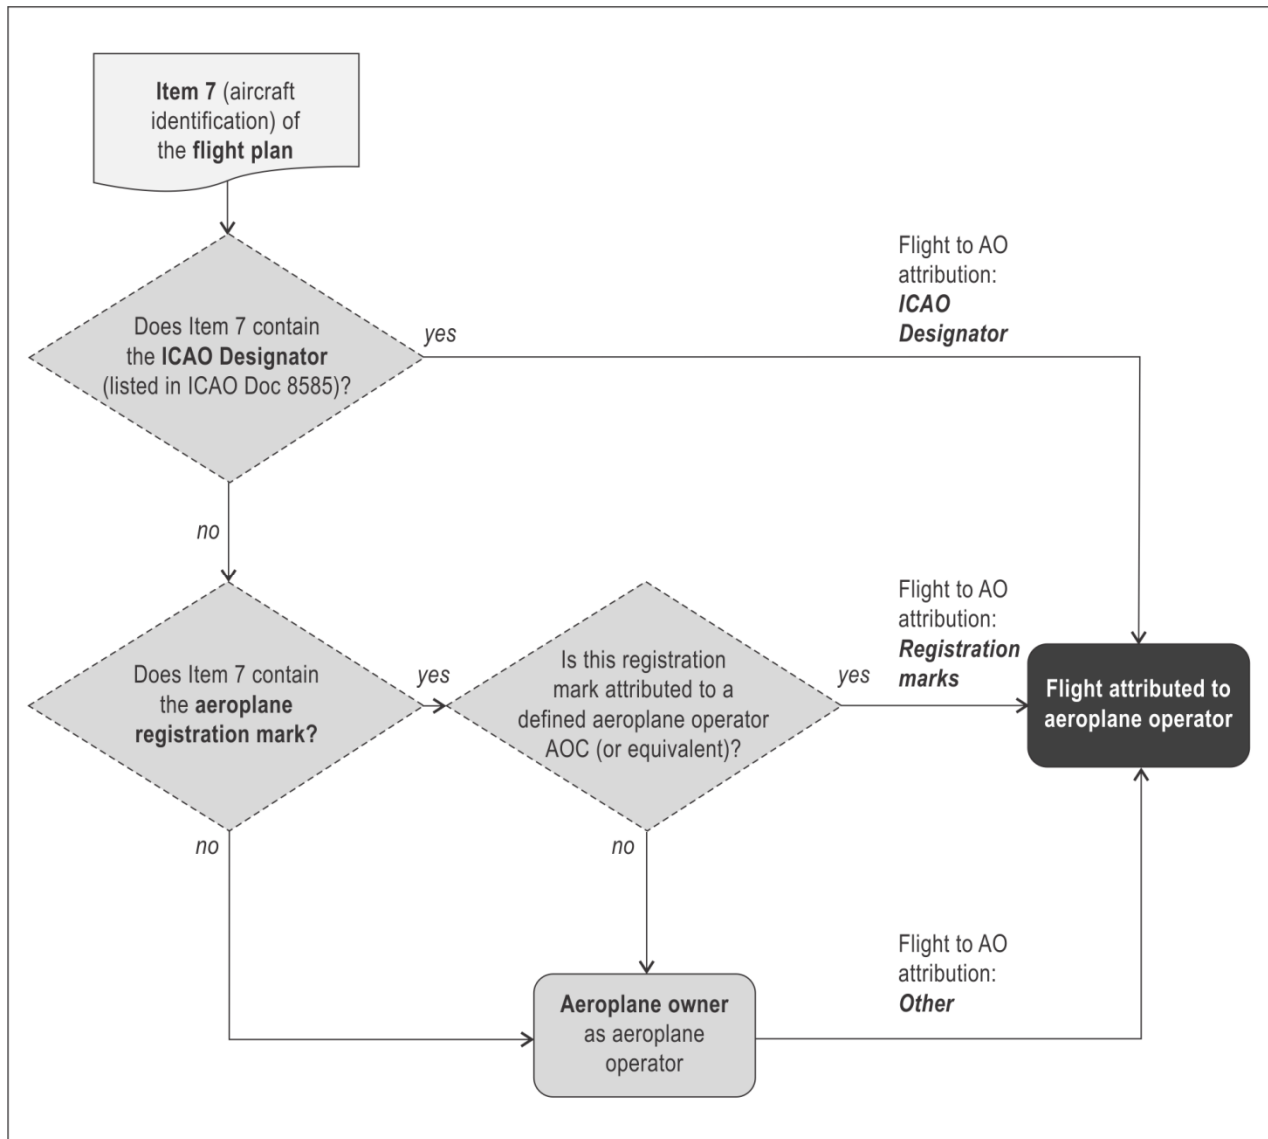 Item 7 (aircraft
identification) of
the flight plan
Does Item 7 contain
the ICAO Designator
(listed in ICAO Doc 8585)?
yes
Flight to AO
attribution:
ICAO
Designator
no
Does Item 7 contain
the aeroplane
registration mark?
yes
Is this registration
mark attributed to a
defined aeroplane operator
AOC (or equivalent)?
yes
Flight to AO
attribution:
Registration
marks
Flight attributed to
aeroplane operator
no
no
Aeroplane owner
as aeroplane
operator
Flight to AO
attribution:
Other